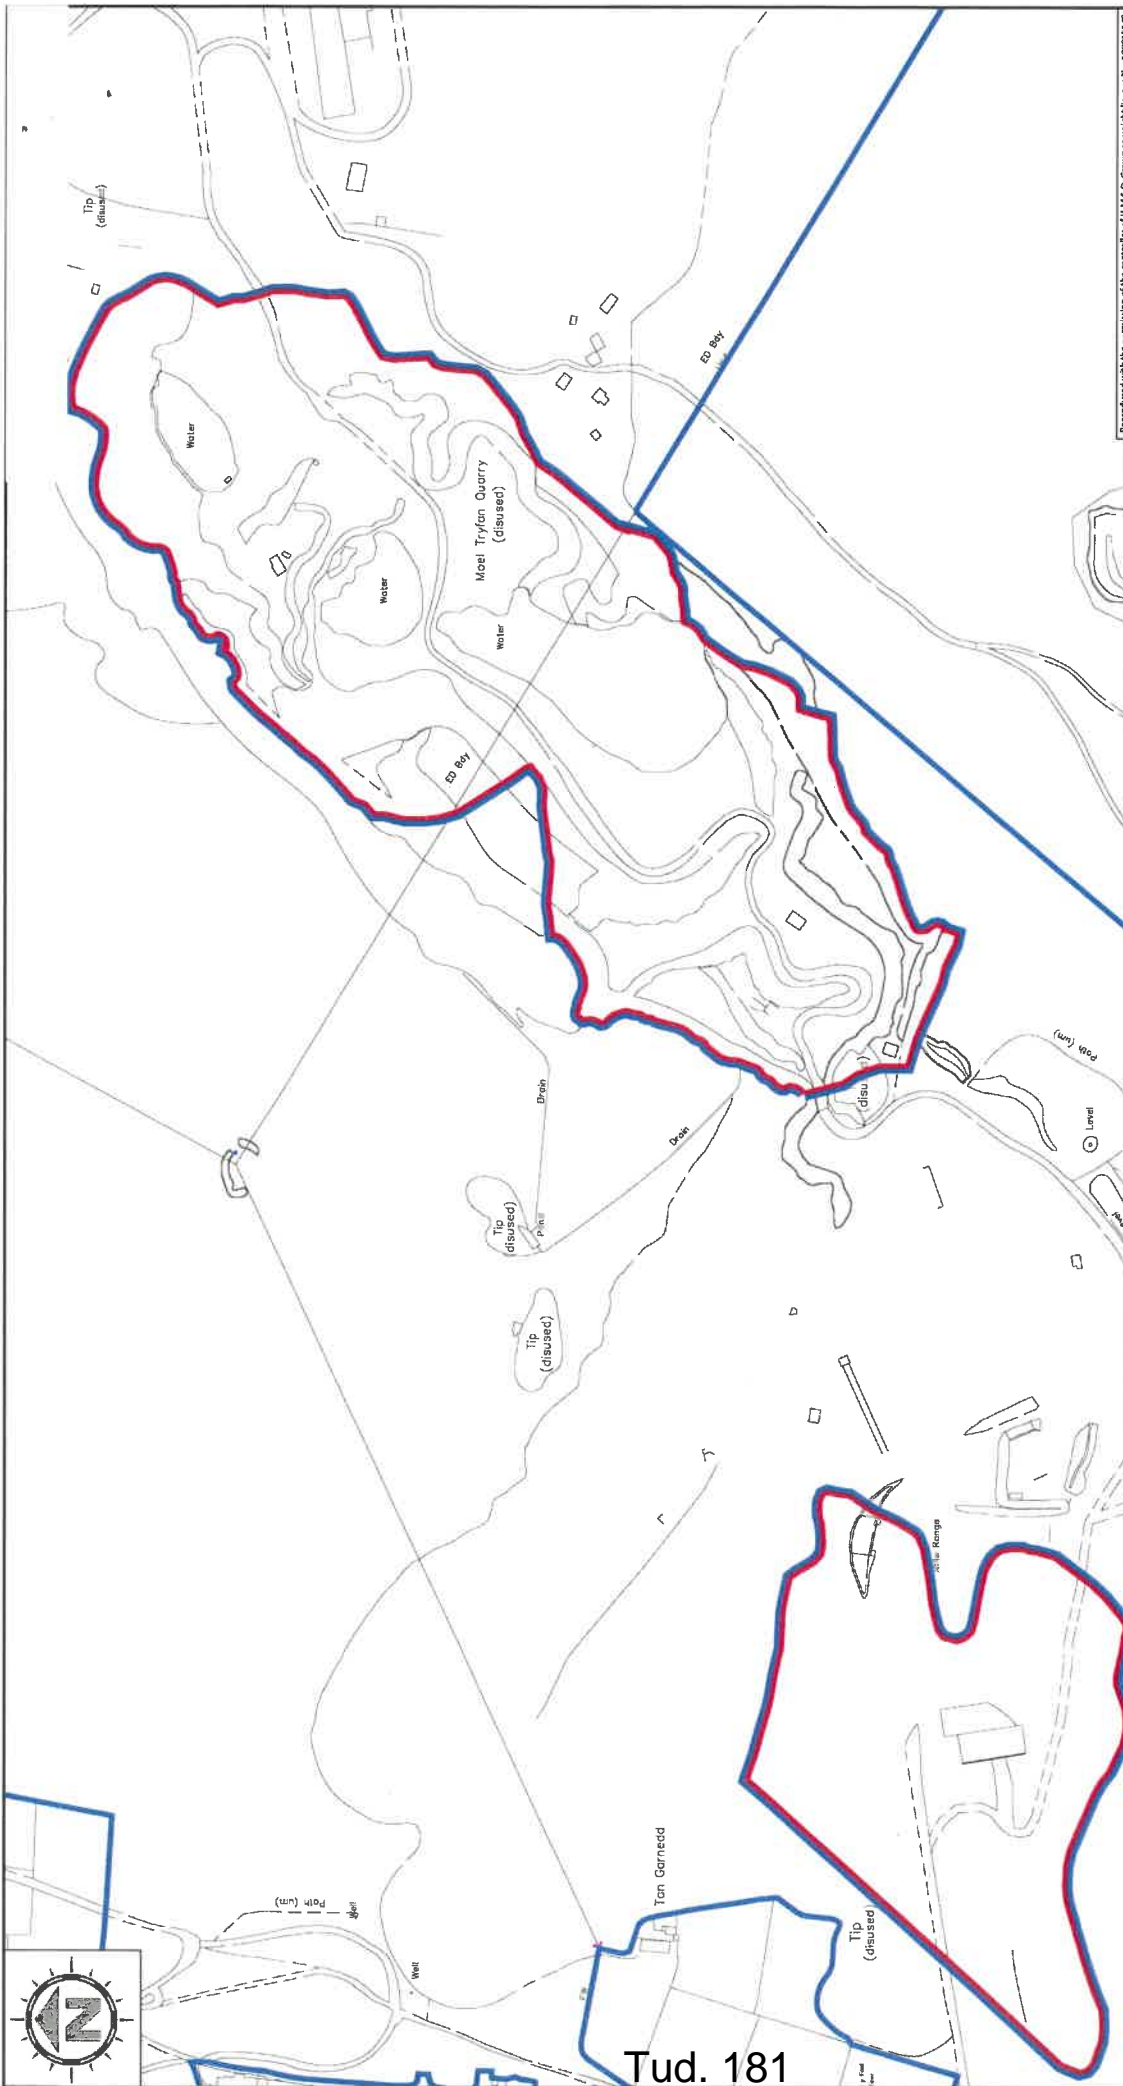 Tip
(disused)
Water
Water
Moel Tryfan Quarry
(disused)
Water
ED Bdy
ED Bdy
Path (um)
Level
Drain
Drain
Tip
disused)
Tip
(disused)
Range
Path (um)
Well
Well
Tan Garnedd
Tip
(disused)
N
Tud. 181